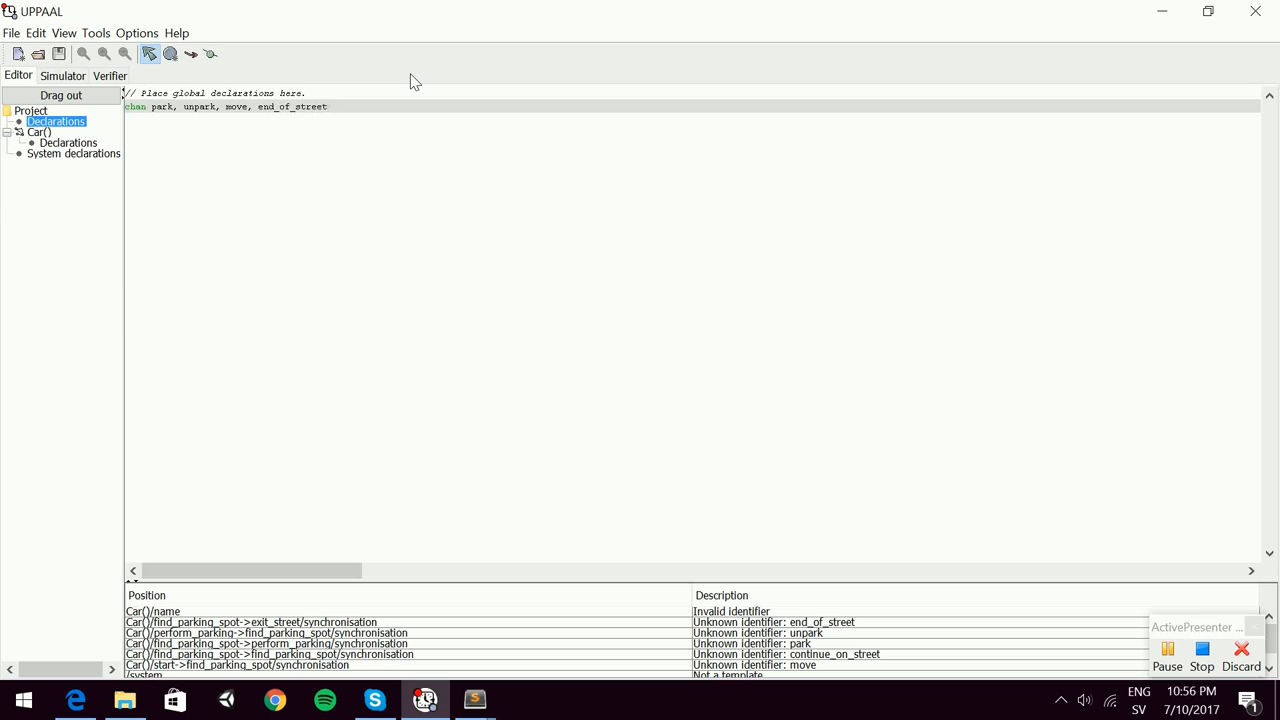 UPPAAL
File Edit View Tools Options Help
Editor Simulator Verifier
Drag out
Project
Declarations
Car()
Declarations
System declarations
// Place global declarations here.
chan park, unpark, move, end_of_street
Position Description
Car()/name Invalid identifier
Car()/find_parking_spot->exit_street/synchronisation Unknown identifier: end_of_street
Car()/perform_parking->find_parking_spot/synchronisation Unknown identifier: unpark
Car()/find_parking_spot->perform_parking/synchronisation Unknown identifier: park
Car()/find_parking_spot->find_parking_spot/synchronisation Unknown identifier: continue_on_street
Car()/start->find_parking_spot/synchronisation Unknown identifier: move
/system Not a template
ActivePresenter ...
Pause Stop Discard
ENG
SV
10:56 PM
7/10/2017
1